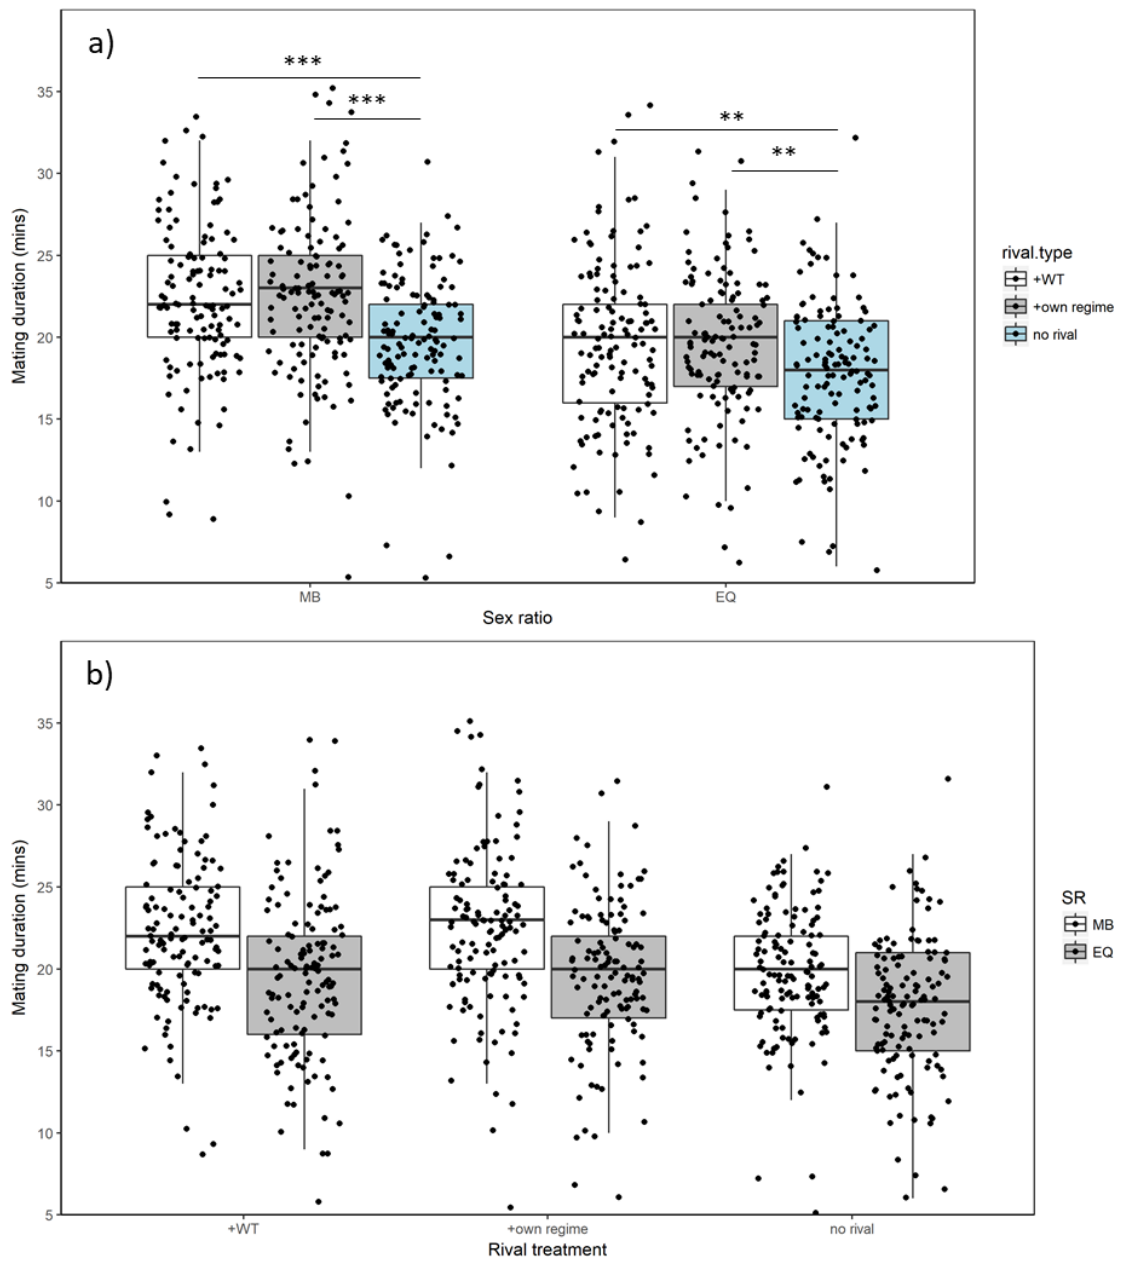 a)
***
***
**
**
35
30
25
20
15
10
5
Mating duration (mins)
MB
EQ
Sex ratio
rival.type
+WT
+own regime
no rival
b)
35
30
25
20
15
10
5
Mating duration (mins)
+WT
+own regime
no rival
Rival treatment
SR
MB
EQ